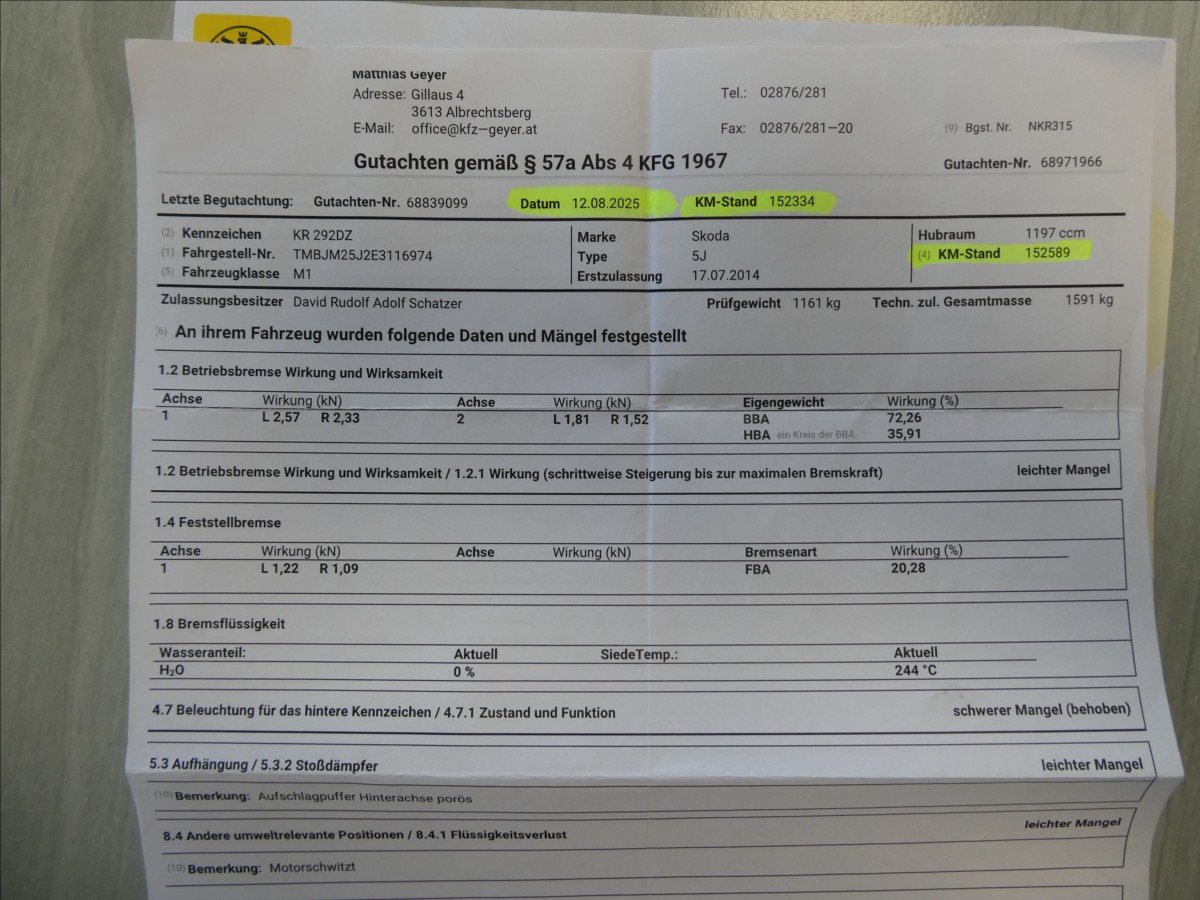 Matthias Geyer
Adresse: Gillaus 4
3613 Albrechtsberg
E-Mail: office@kfz-geyer.at
Tel.: 02876/281
Fax: 02876/281-20
(9) Bgst. Nr. NKR315
Gutachten gemäß § 57a Abs 4 KFG 1967
Gutachten-Nr. 68971966
Letzte Begutachtung: Gutachten-Nr. 68839099 Datum 12.08.2025 KM-Stand 152334
(2) Kennzeichen KR 292DZ Marke Skoda Hubraum 1197 ccm
(1) Fahrgestell-Nr. TMBJM25J2E3116974 Type 5J (4) KM-Stand 152589
(5) Fahrzeugklasse M1 Erstzulassung 17.07.2014
Zulassungsbesitzer David Rudolf Adolf Schatzer Prüfgewicht 1161 kg Techn. zul. Gesamtmasse 1591 kg
(6) An ihrem Fahrzeug wurden folgende Daten und Mängel festgestellt
1.2 Betriebsbremse Wirkung und Wirksamkeit
Achse Wirkung (kN) Achse Wirkung (kN) Eigengewicht Wirkung (%)
1 L 2,57 R 2,33 2 L 1,81 R 1,52 BBA 72,26
HBA ein Kreis der BBA 35,91
1.2 Betriebsbremse Wirkung und Wirksamkeit / 1.2.1 Wirkung (schrittweise Steigerung bis zur maximalen Bremskraft) leichter Mangel
1.4 Feststellbremse
Achse Wirkung (kN) Achse Wirkung (kN) Bremsenart Wirkung (%)
1 L 1,22 R 1,09 FBA 20,28
1.8 Bremsflüssigkeit
Wasseranteil: Aktuell SiedeTemp.: Aktuell
H₂O 0 % 244 °C
4.7 Beleuchtung für das hintere Kennzeichen / 4.7.1 Zustand und Funktion schwerer Mangel (behoben)
5.3 Aufhängung / 5.3.2 Stoßdämpfer leichter Mangel
(10) Bemerkung: Aufschlagpuffer Hinterachse porös
8.4 Andere umweltrelevante Positionen / 8.4.1 Flüssigkeitsverlust leichter Mangel
(10) Bemerkung: Motorschwitzt